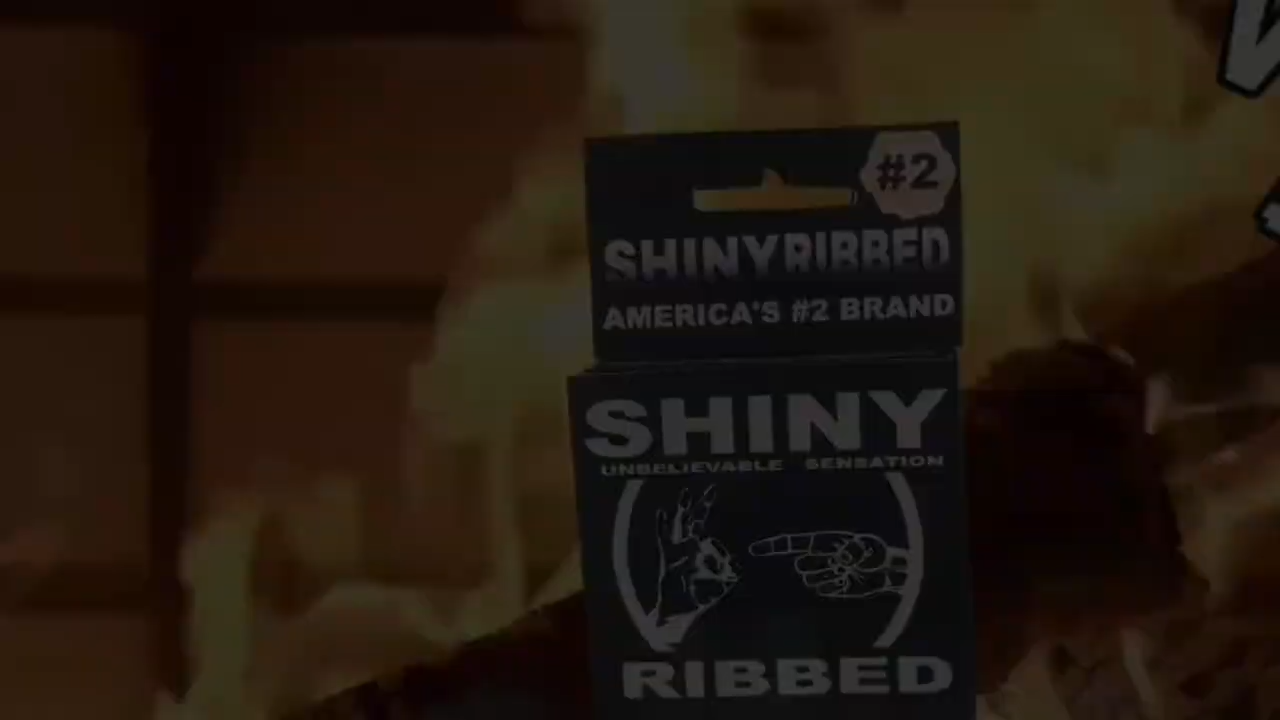 #2
SHINYRIBBED
AMERICA'S #2 BRAND
SHINY
UNBELIEVABLE SENSATION
RIBBED